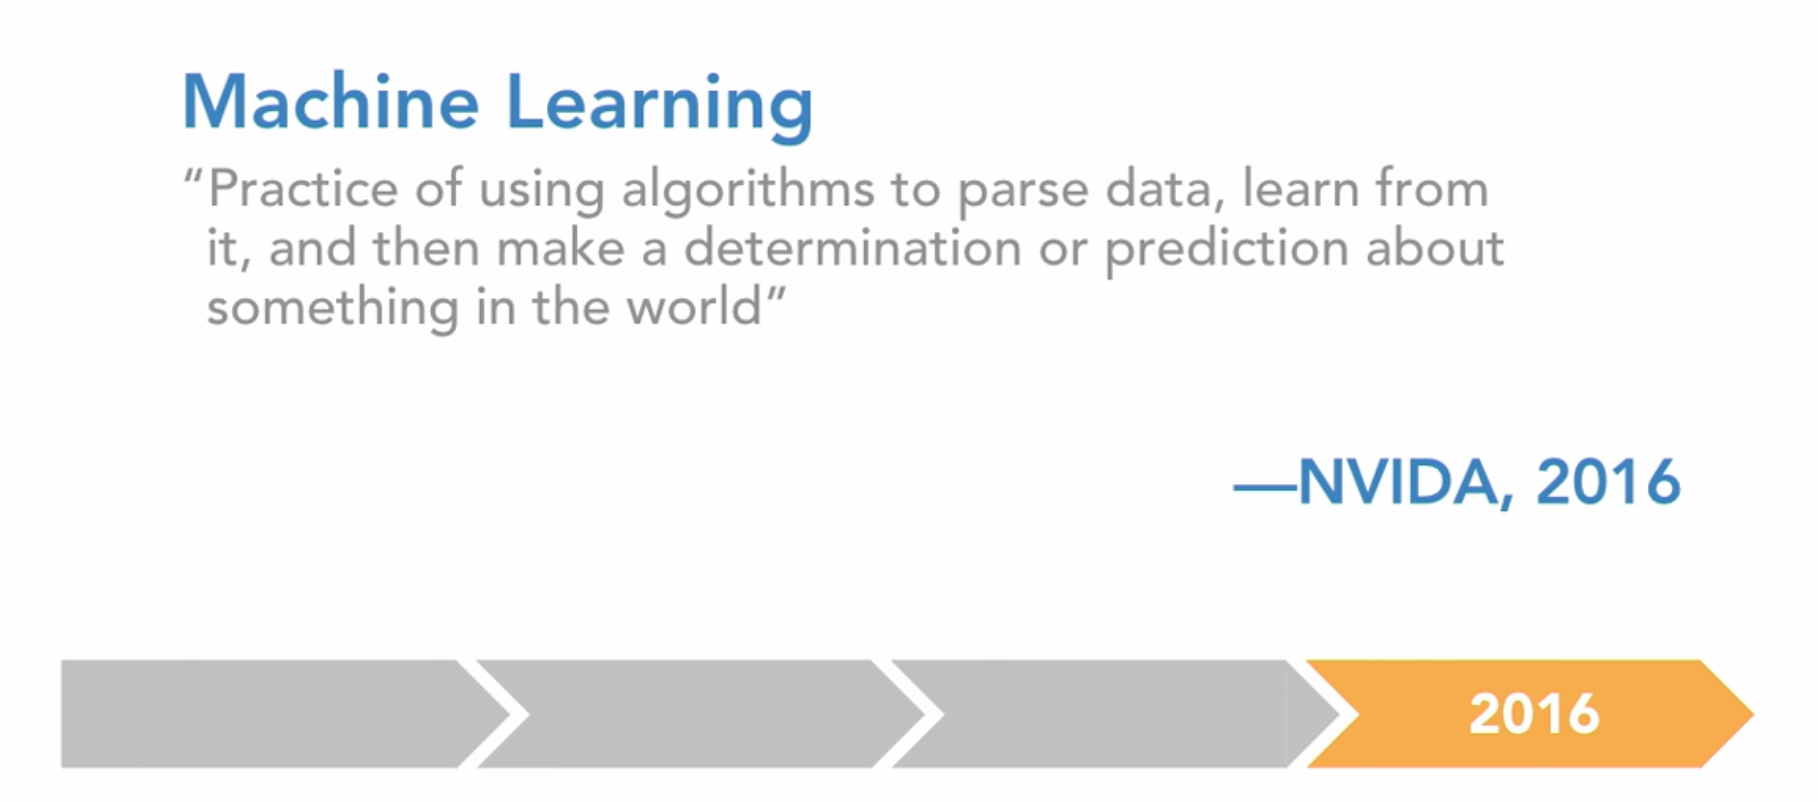 Machine Learning
“Practice of using algorithms to parse data, learn from
it, and then make a determination or prediction about
something in the world”
—NVIDA, 2016
2016